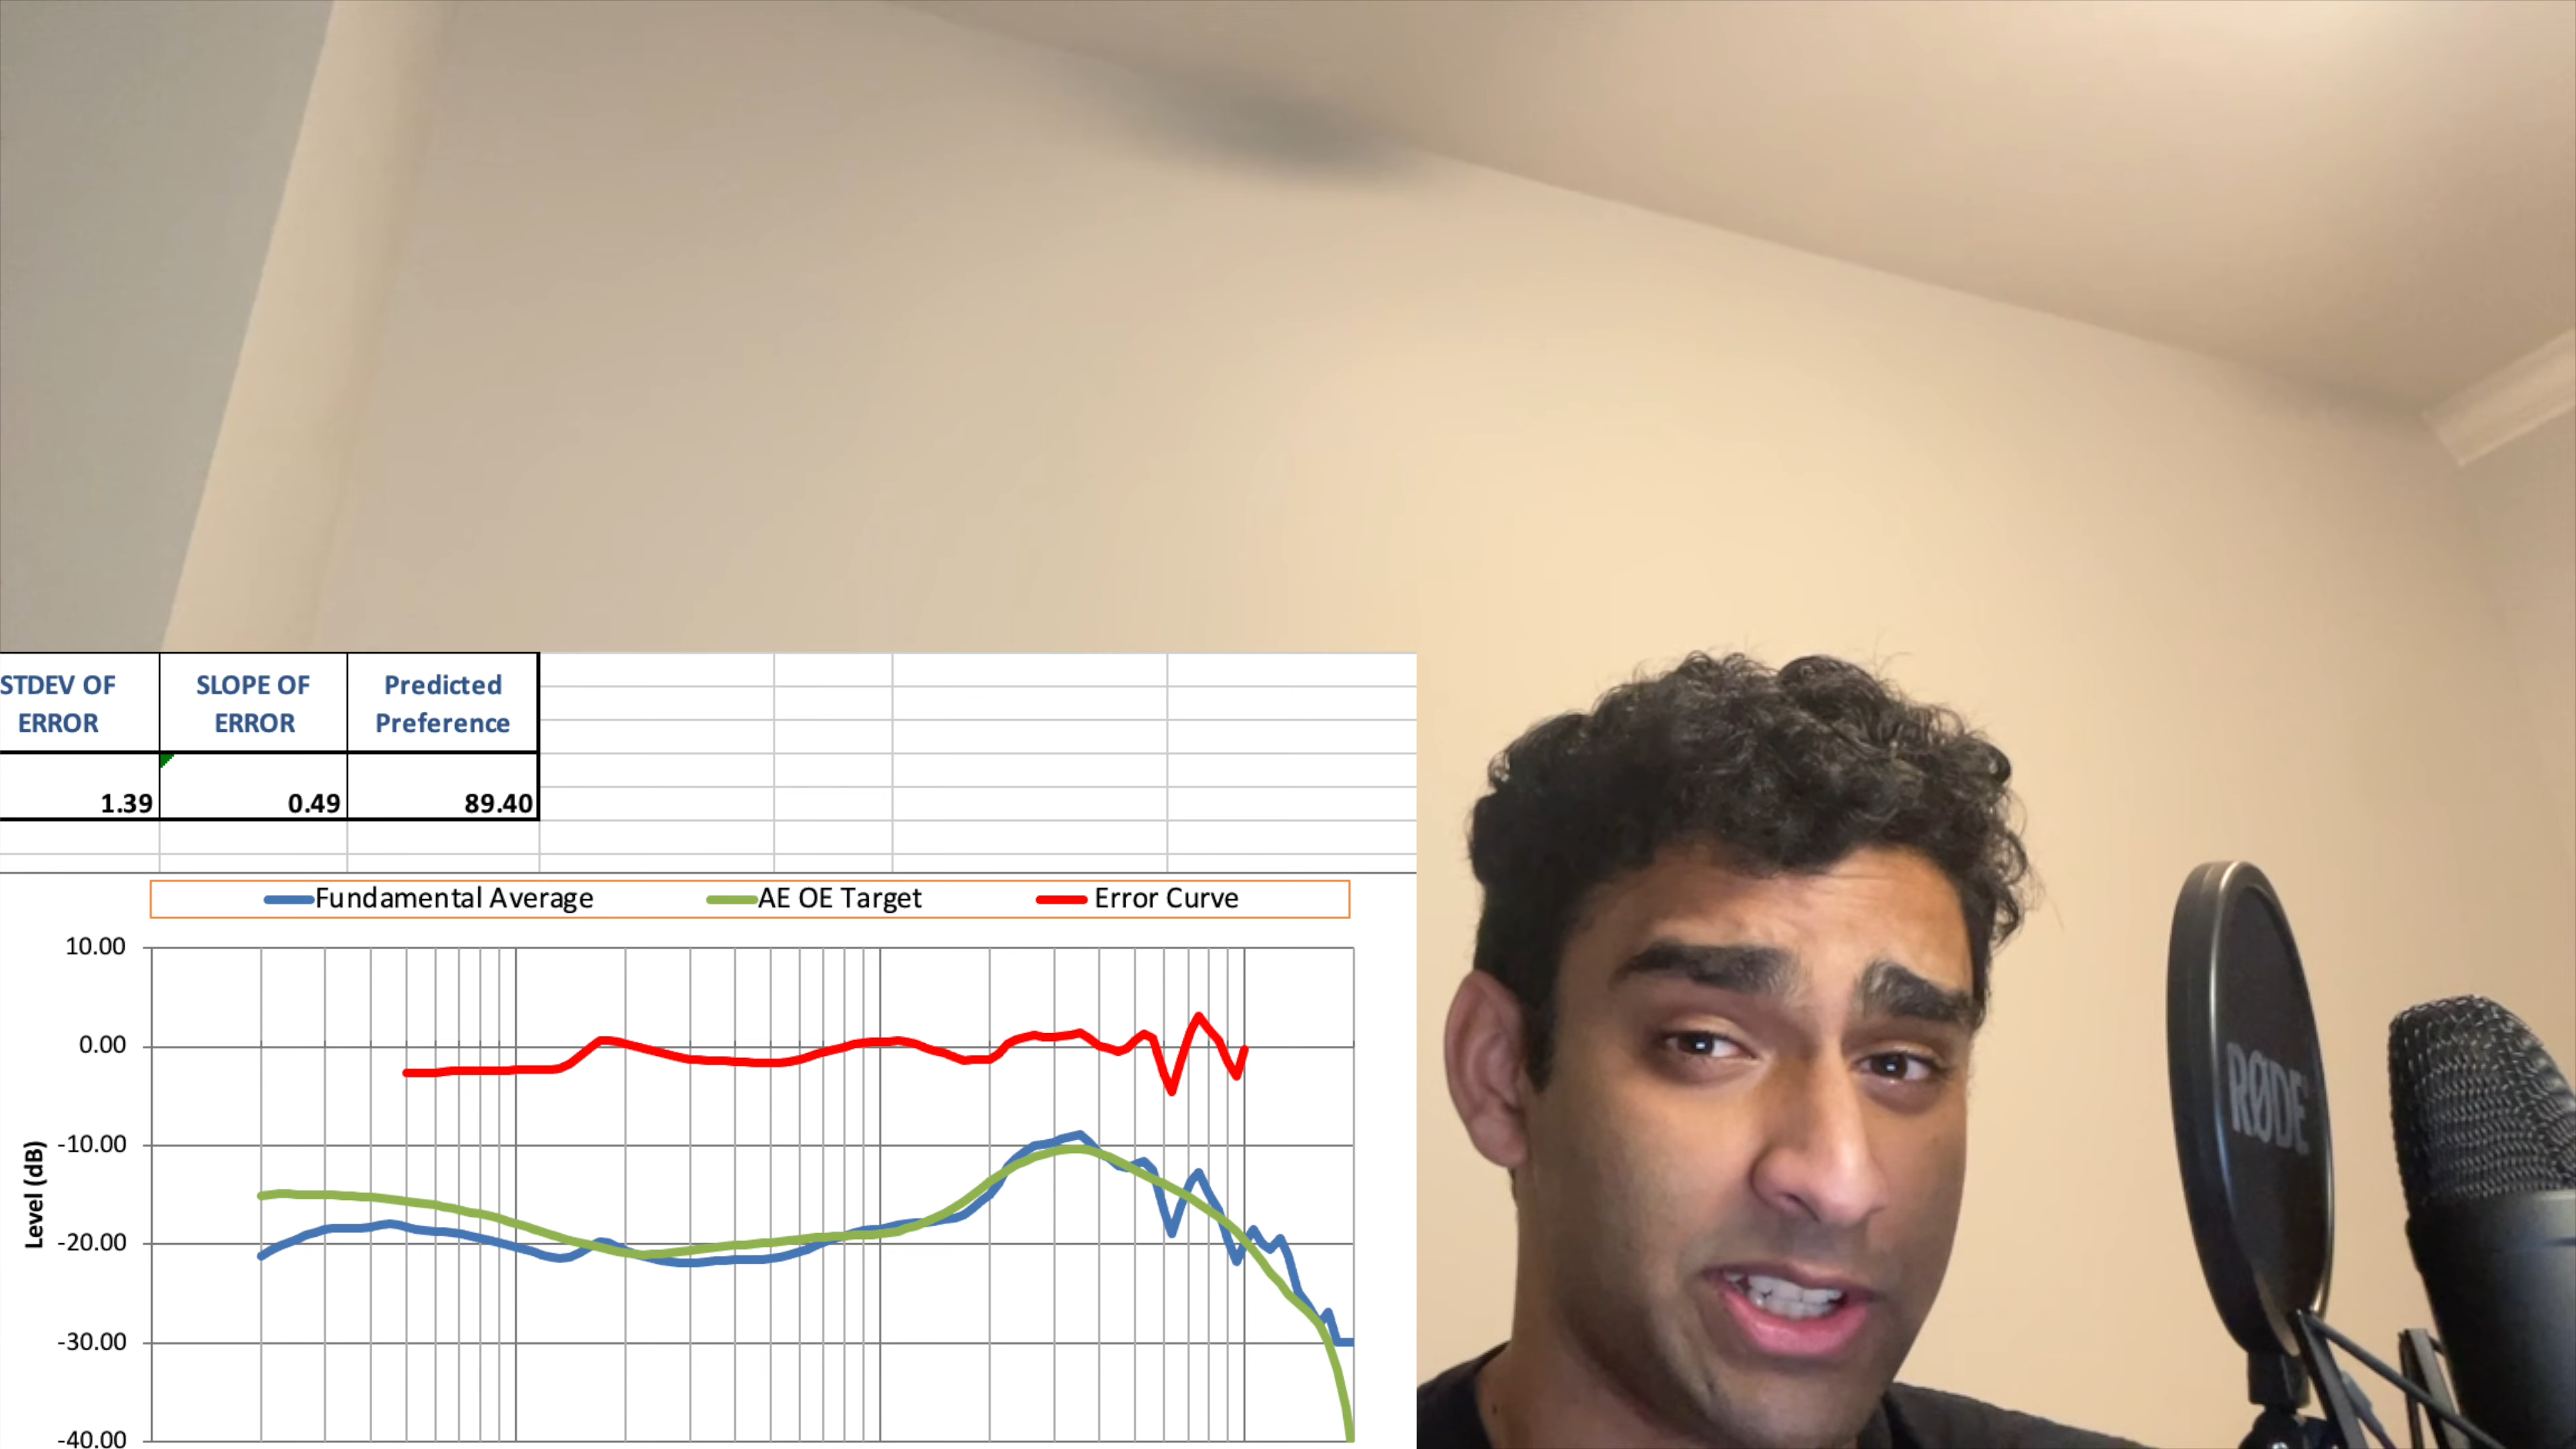 STDEV OF ERROR
SLOPE OF ERROR
Predicted Preference
1.39
0.49
89.40
Fundamental Average
AE OE Target
Error Curve
10.00
0.00
-10.00
-20.00
-30.00
-40.00
Level (dB)
RØDE